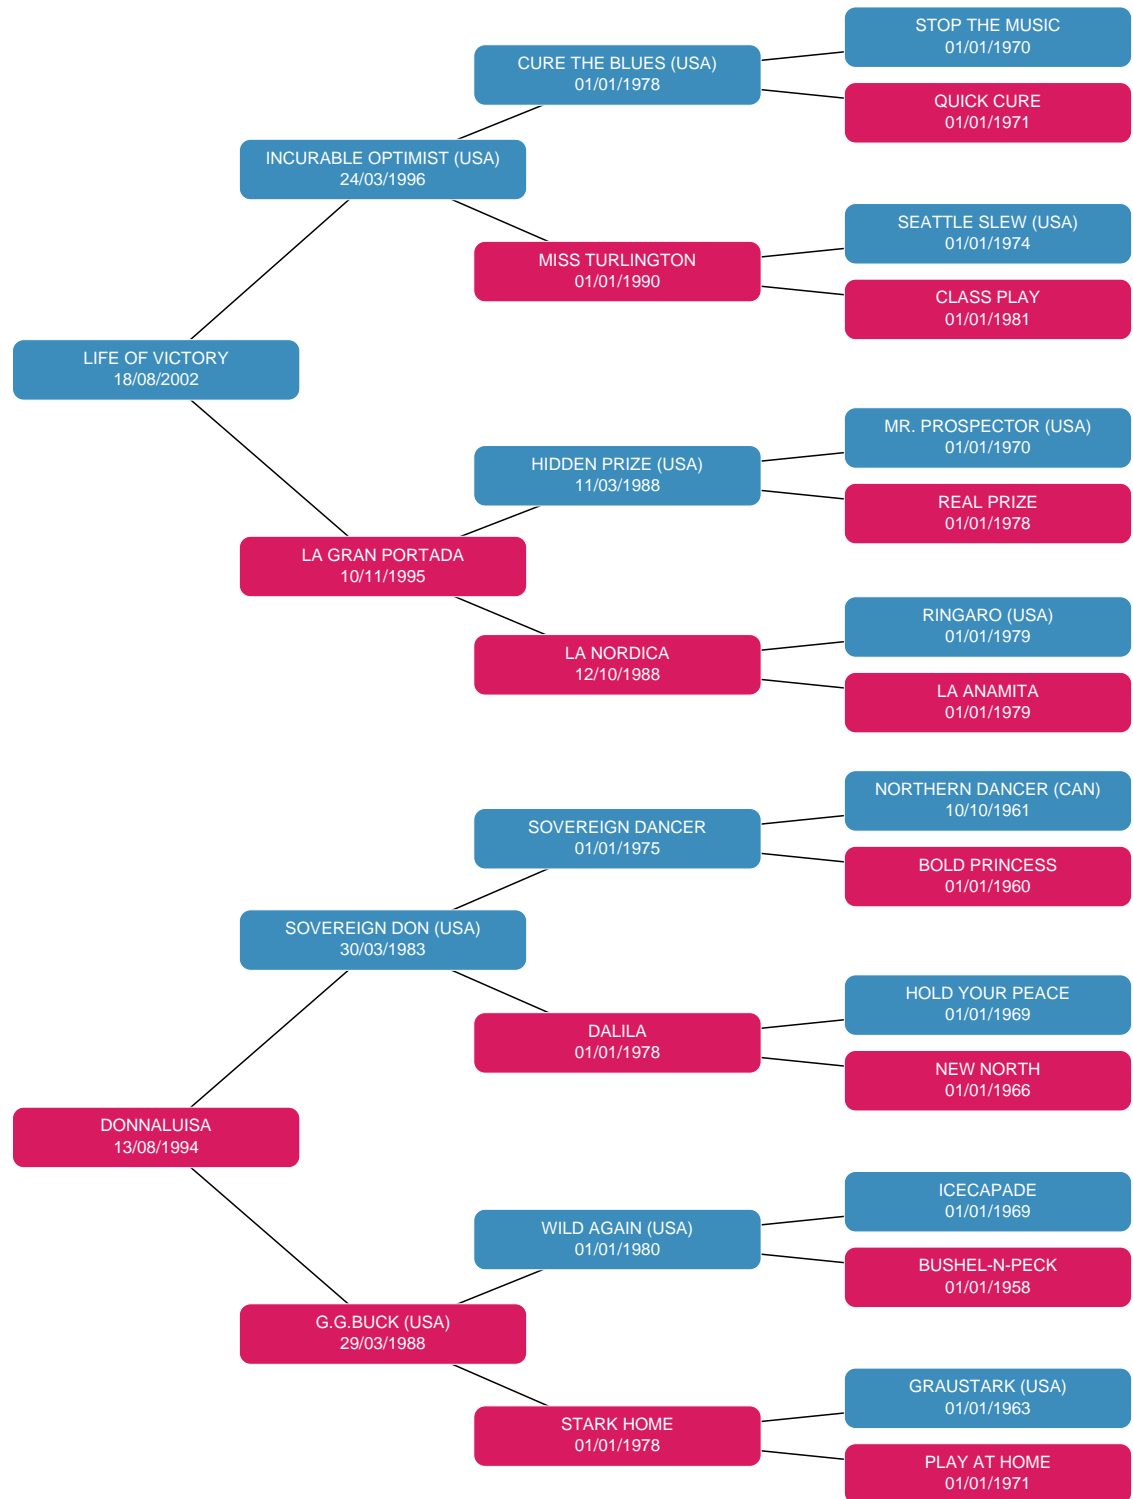 STOP THE MUSIC
01/01/1970
CURE THE BLUES (USA)
01/01/1978
QUICK CURE
01/01/1971
INCURABLE OPTIMIST (USA)
24/03/1996
SEATTLE SLEW (USA)
01/01/1974
MISS TURLINGTON
01/01/1990
CLASS PLAY
01/01/1981
LIFE OF VICTORY
18/08/2002
MR. PROSPECTOR (USA)
01/01/1970
HIDDEN PRIZE (USA)
11/03/1988
REAL PRIZE
01/01/1978
LA GRAN PORTADA
10/11/1995
RINGARO (USA)
01/01/1979
LA NORDICA
12/10/1988
LA ANAMITA
01/01/1979
NORTHERN DANCER (CAN)
10/10/1961
SOVEREIGN DANCER
01/01/1975
BOLD PRINCESS
01/01/1960
SOVEREIGN DON (USA)
30/03/1983
HOLD YOUR PEACE
01/01/1969
DALILA
01/01/1978
NEW NORTH
01/01/1966
DONNALUISA
13/08/1994
ICECAPADE
01/01/1969
WILD AGAIN (USA)
01/01/1980
BUSHEL-N-PECK
01/01/1958
G.G.BUCK (USA)
29/03/1988
GRAUSTARK (USA)
01/01/1963
STARK HOME
01/01/1978
PLAY AT HOME
01/01/1971